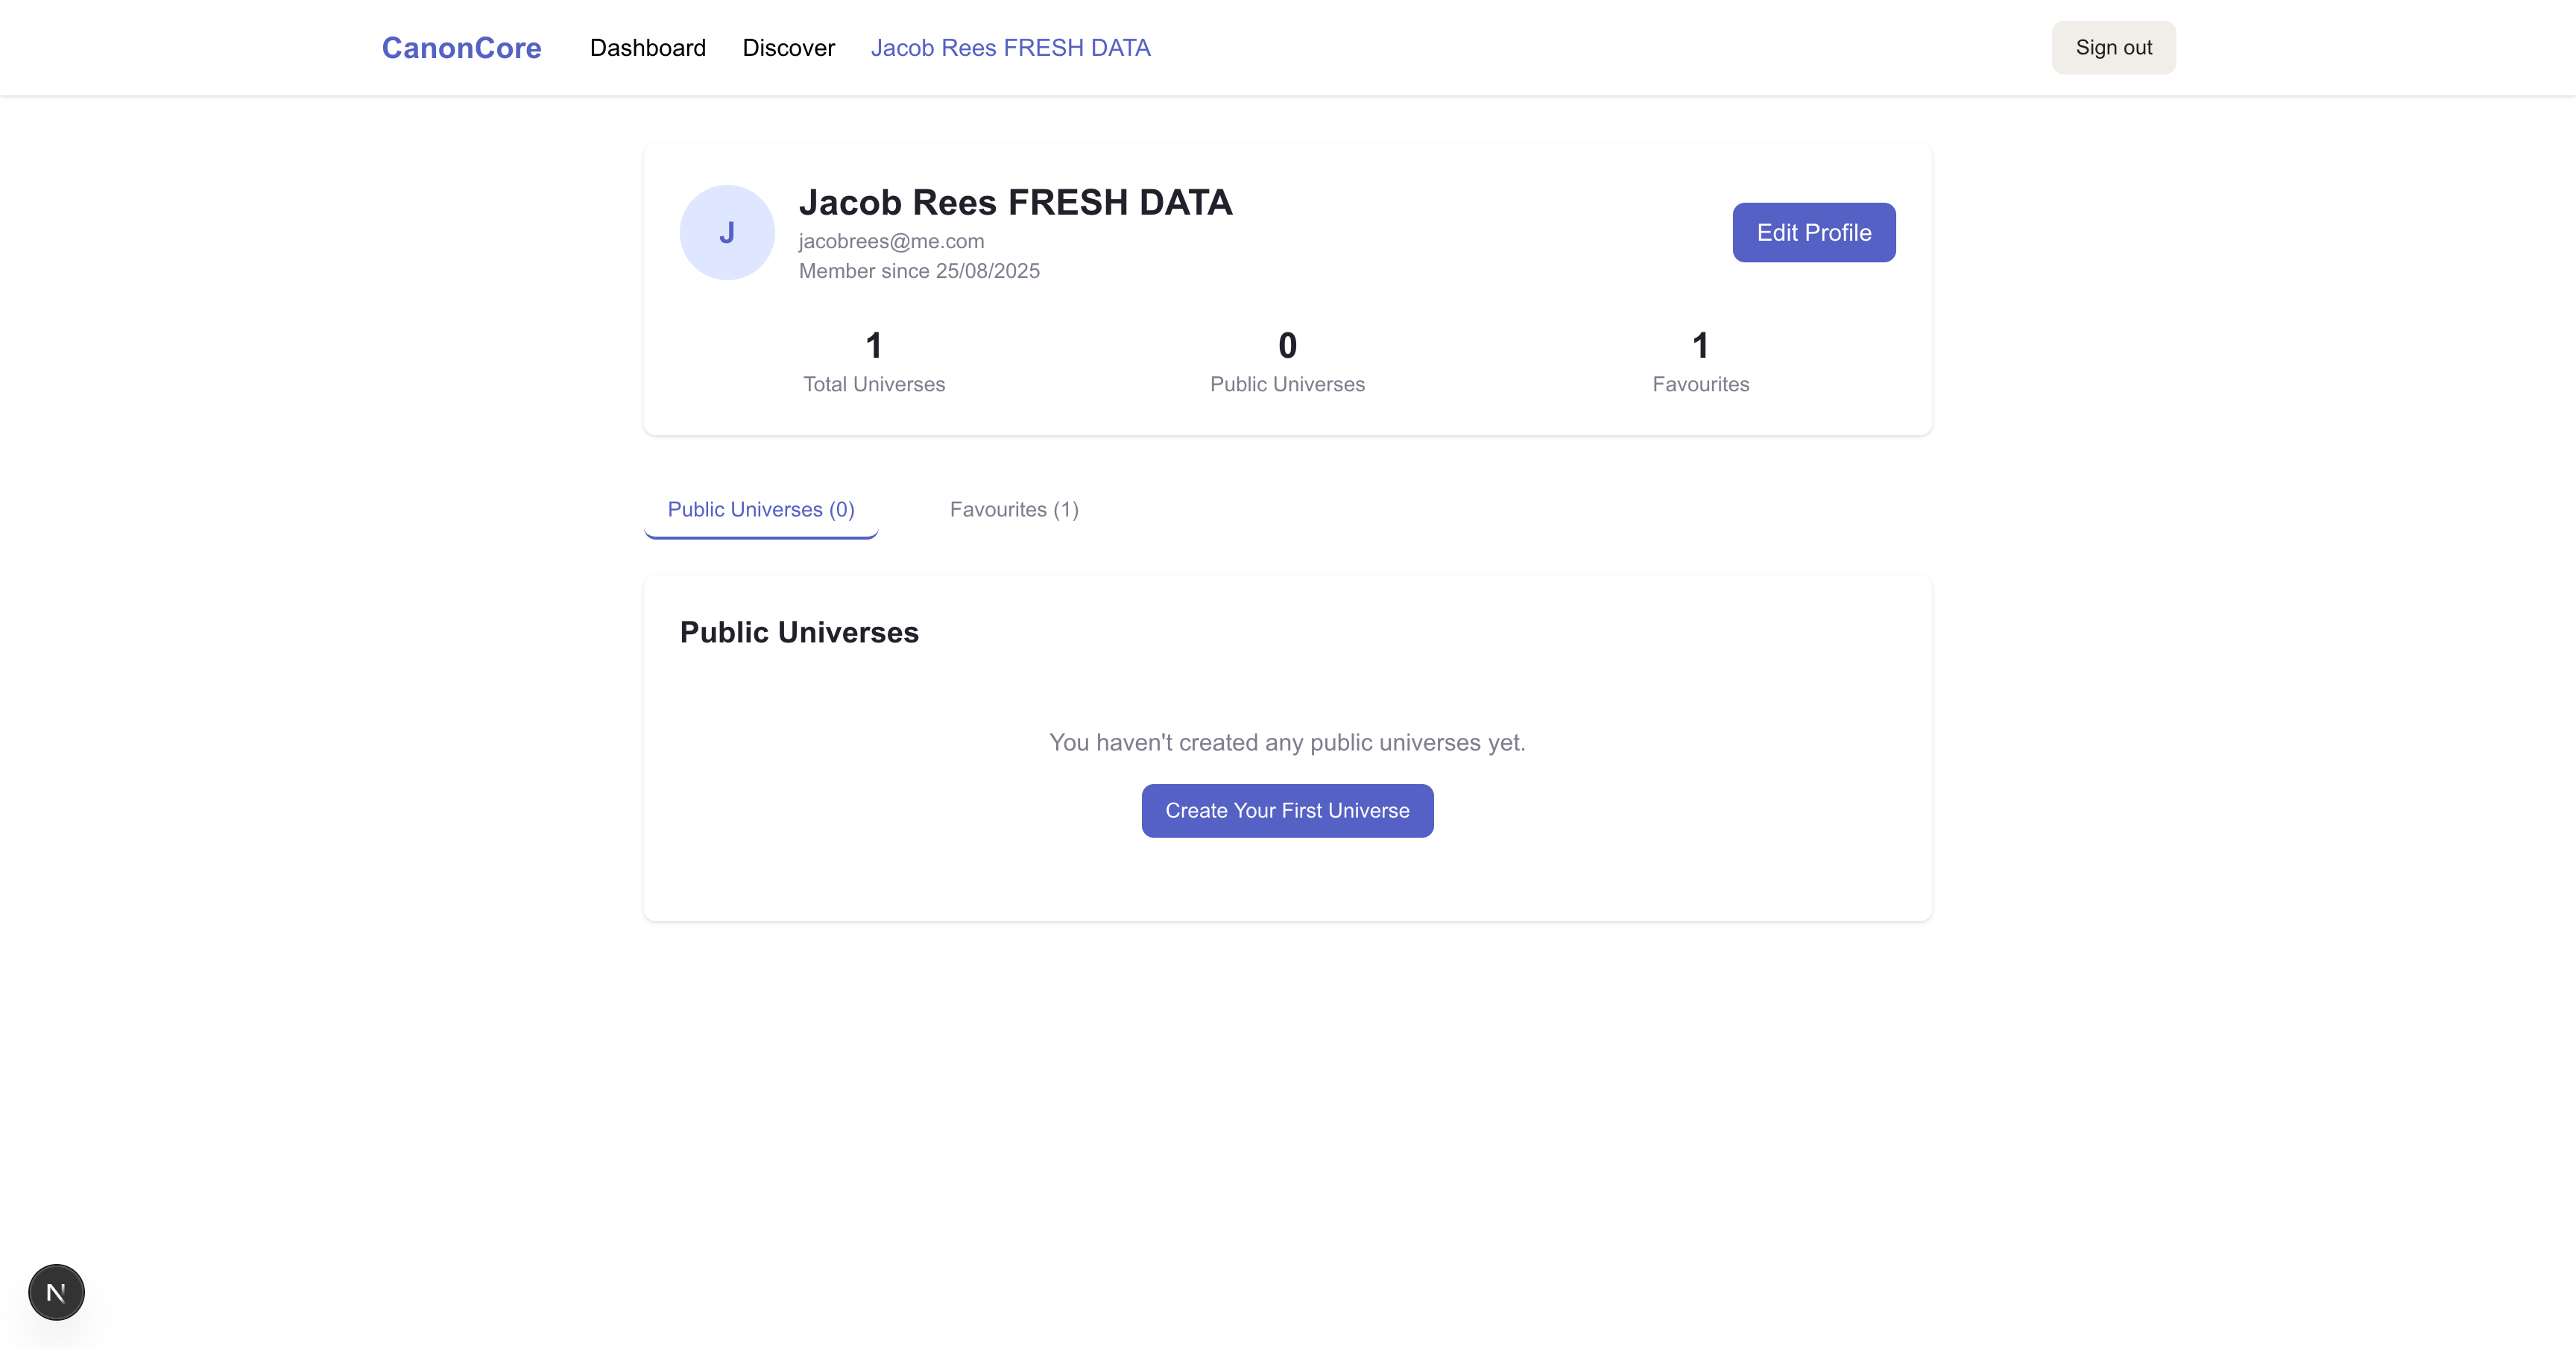 CanonCore Dashboard Discover Jacob Rees FRESH DATA Sign out
J
Jacob Rees FRESH DATA
jacobrees@me.com
Member since 25/08/2025
Edit Profile
1 0 1
Total Universes Public Universes Favourites
Public Universes (0) Favourites (1)
Public Universes
You haven't created any public universes yet.
Create Your First Universe
N